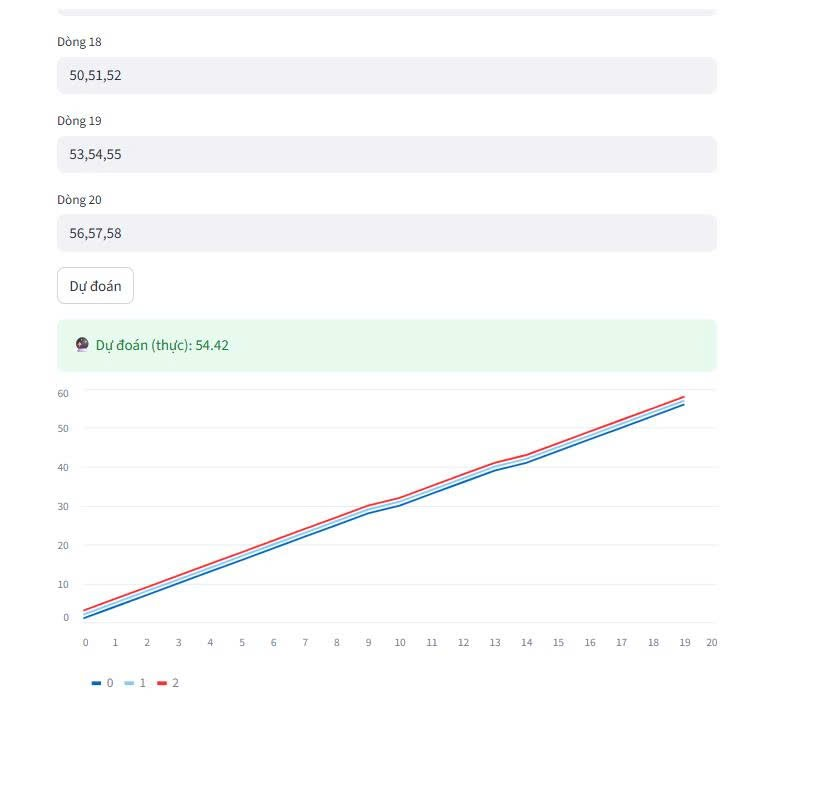 Dòng 18
50,51,52
Dòng 19
53,54,55
Dòng 20
56,57,58
Dự đoán
Dự đoán (thực): 54.42
60
50
40
30
20
10
0
0 1 2 3 4 5 6 7 8 9 10 11 12 13 14 15 16 17 18 19 20
0 1 2